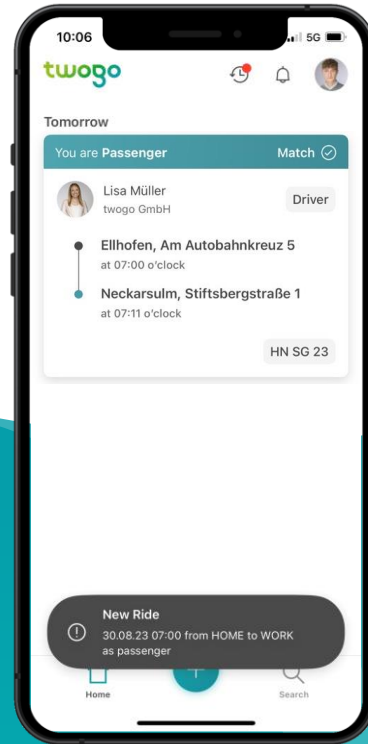 10:06
5G
twogo
Tomorrow
You are Passenger
Match
Lisa Müller
twogo GmbH
Driver
Ellhofen, Am Autobahnkreuz 5
at 07:00 o'clock
Neckarsulm, Stiftsbergstraße 1
at 07:11 o'clock
HN SG 23
New Ride
30.08.23 07:00 from HOME to WORK
as passenger
Home
Search